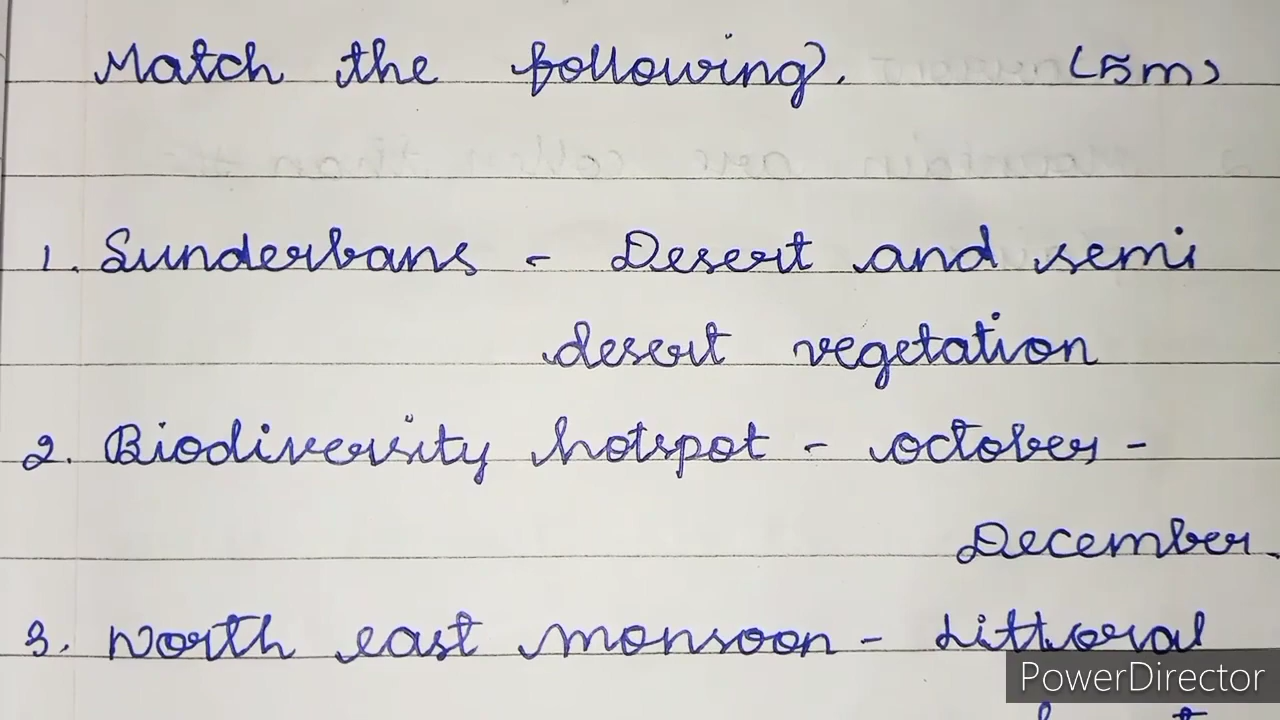 Match the following. (5m)
1. Sunderbans - Desert and semi
desert vegetation
2. Biodiversity hotspot - october -
December.
3. North east monsoon - Littoral
PowerDirector